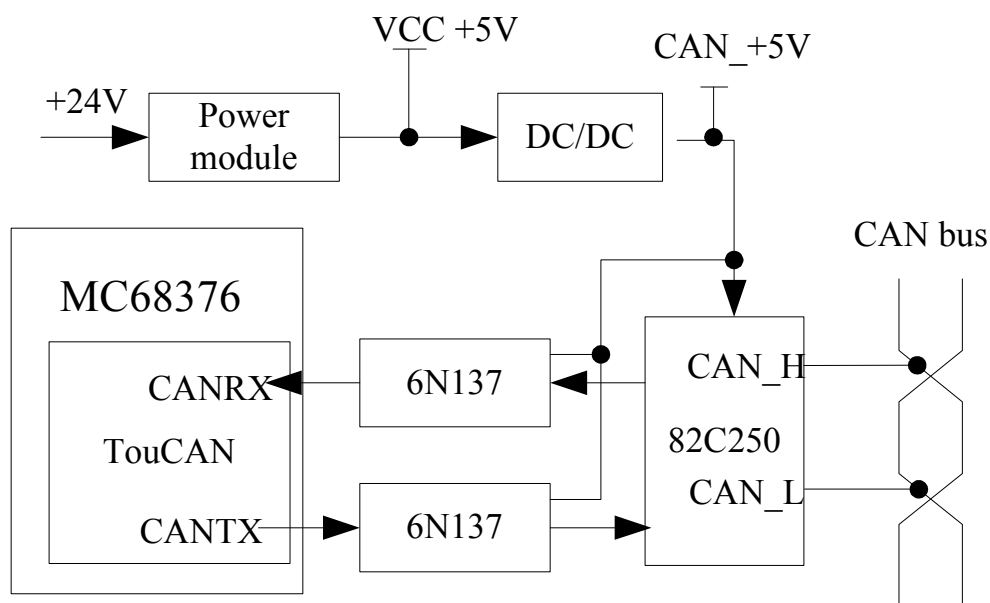 VCC +5V
CAN_+5V
+24V
Power
module
DC/DC
CAN bus
MC68376
CANRX
6N137
CAN_H
TouCAN
82C250
CAN_L
CANTX
6N137